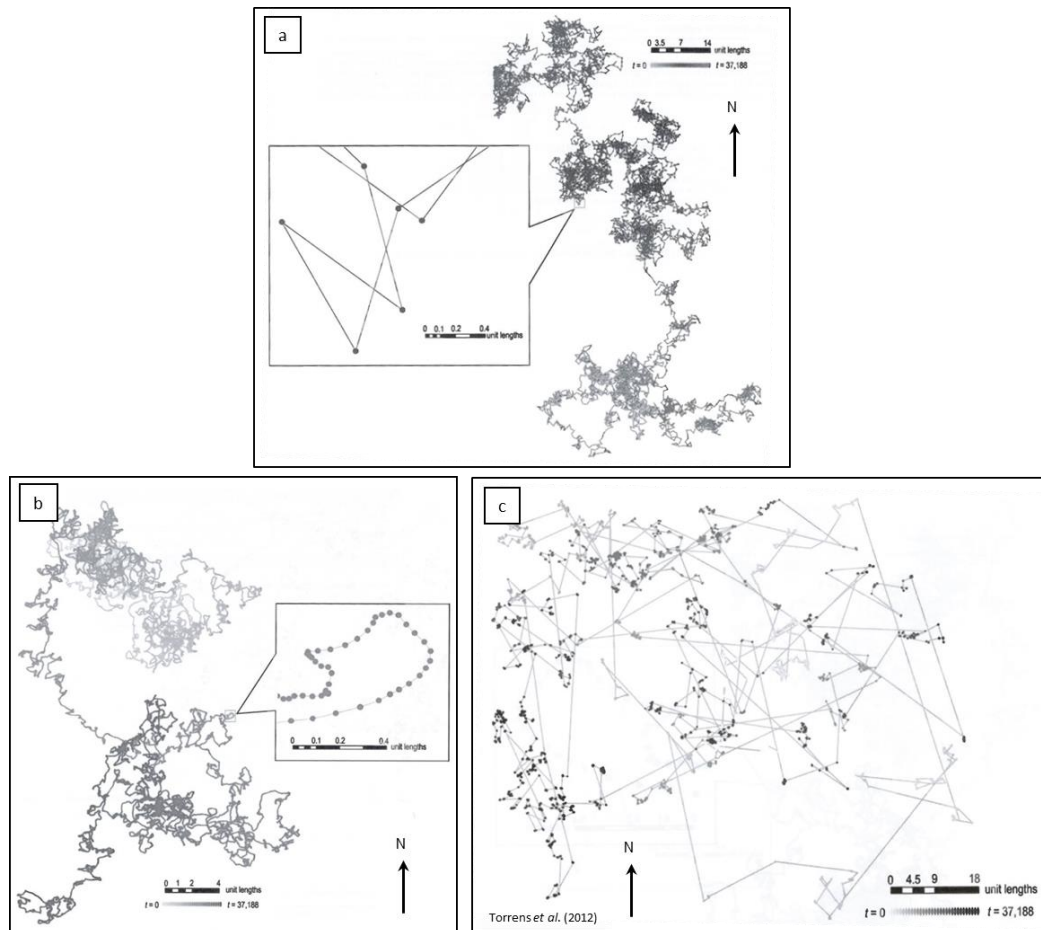 a
0 3.5 7 14
unit lengths
t = 0 t = 37,188
N
0 0.1 0.2 0.4
unit lengths
b
0 0.1 0.2 0.4
unit lengths
N
0 1 2 4
unit lengths
t = 0 t = 37,188
c
N
0 4.5 9 18
unit lengths
t = 0 t = 37,188
Torrens et al. (2012)